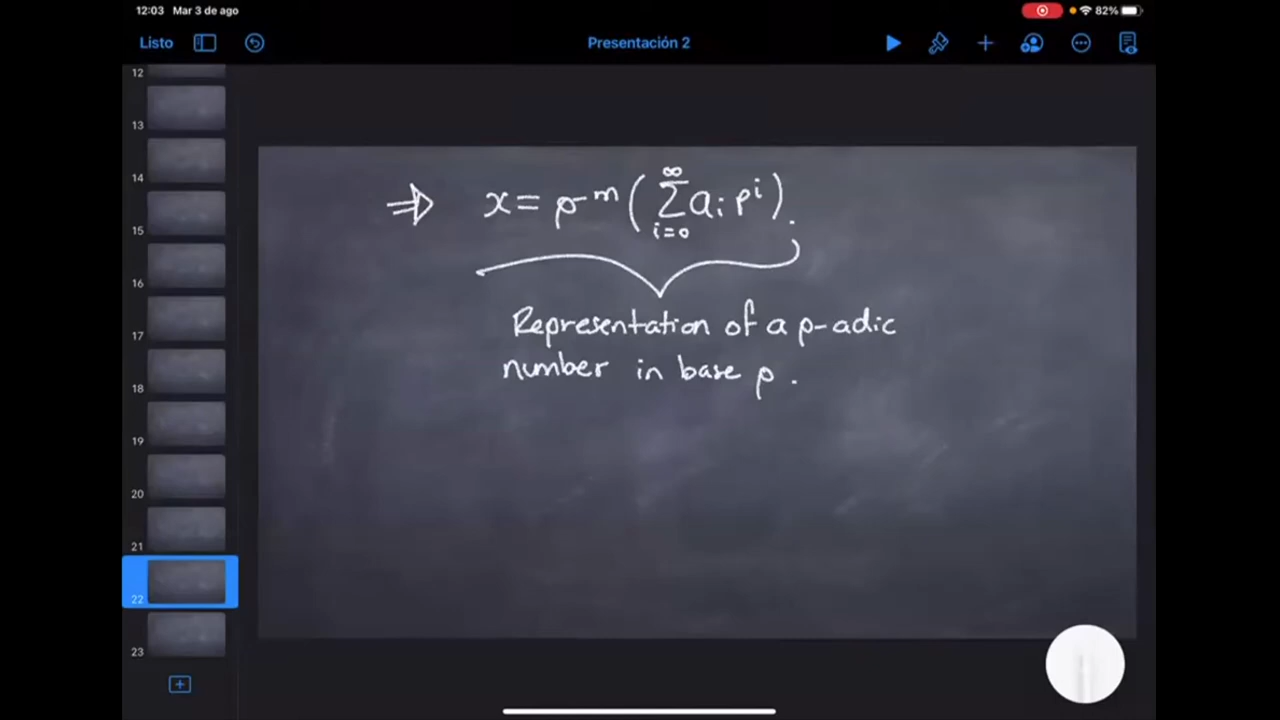 12:03 Mar 3 de ago
82%
Listo
Presentación 2
12
13
14
15
16
17
18
19
20
21
22
23
⇒ x = p^m ( ∑_{i=0}^{∞} a_i p^i ).
Representation of a p-adic
number in base p.